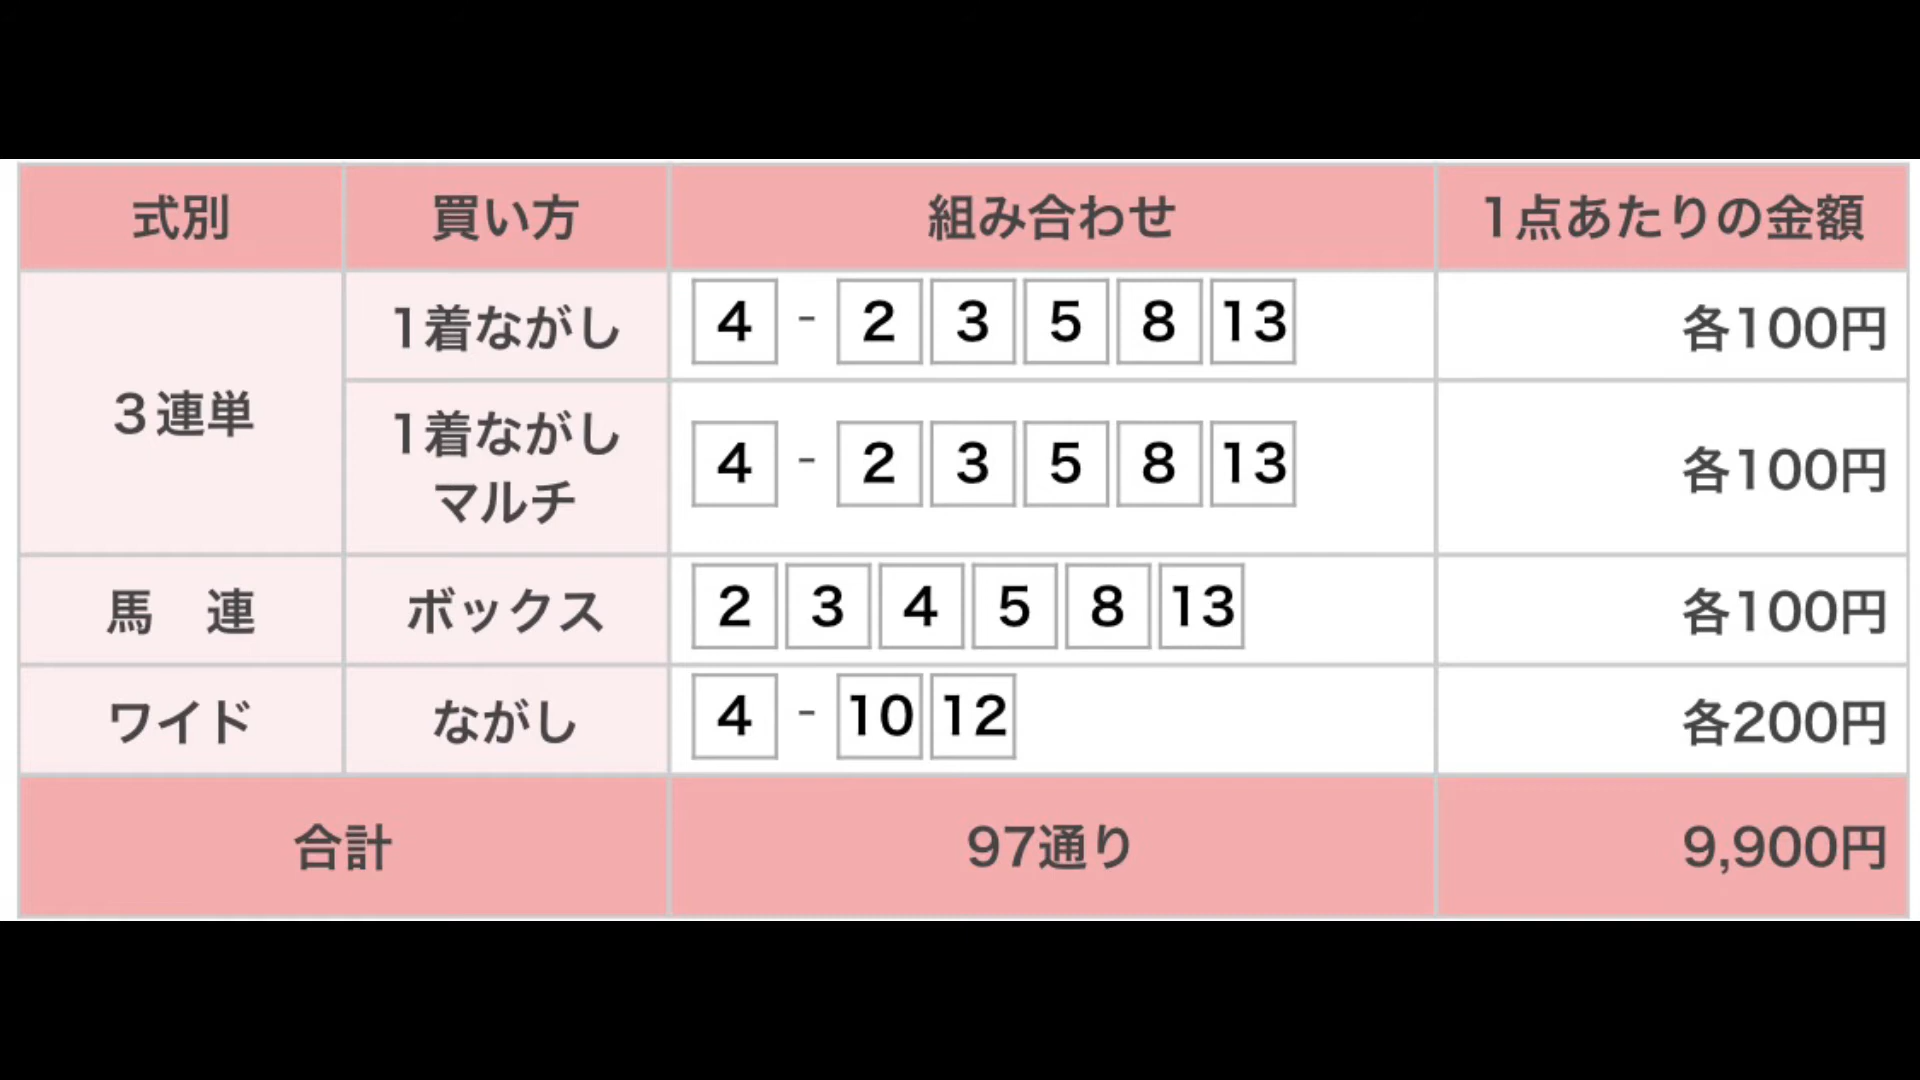 式別 買い方 組み合わせ 1点あたりの金額
３連単
1着ながし 4 - 2 3 5 8 13 各100円
1着ながし
マルチ
4 - 2 3 5 8 13 各100円
馬　連 ボックス 2 3 4 5 8 13 各100円
ワイド ながし 4 - 10 12 各200円
合計 97通り 9,900円